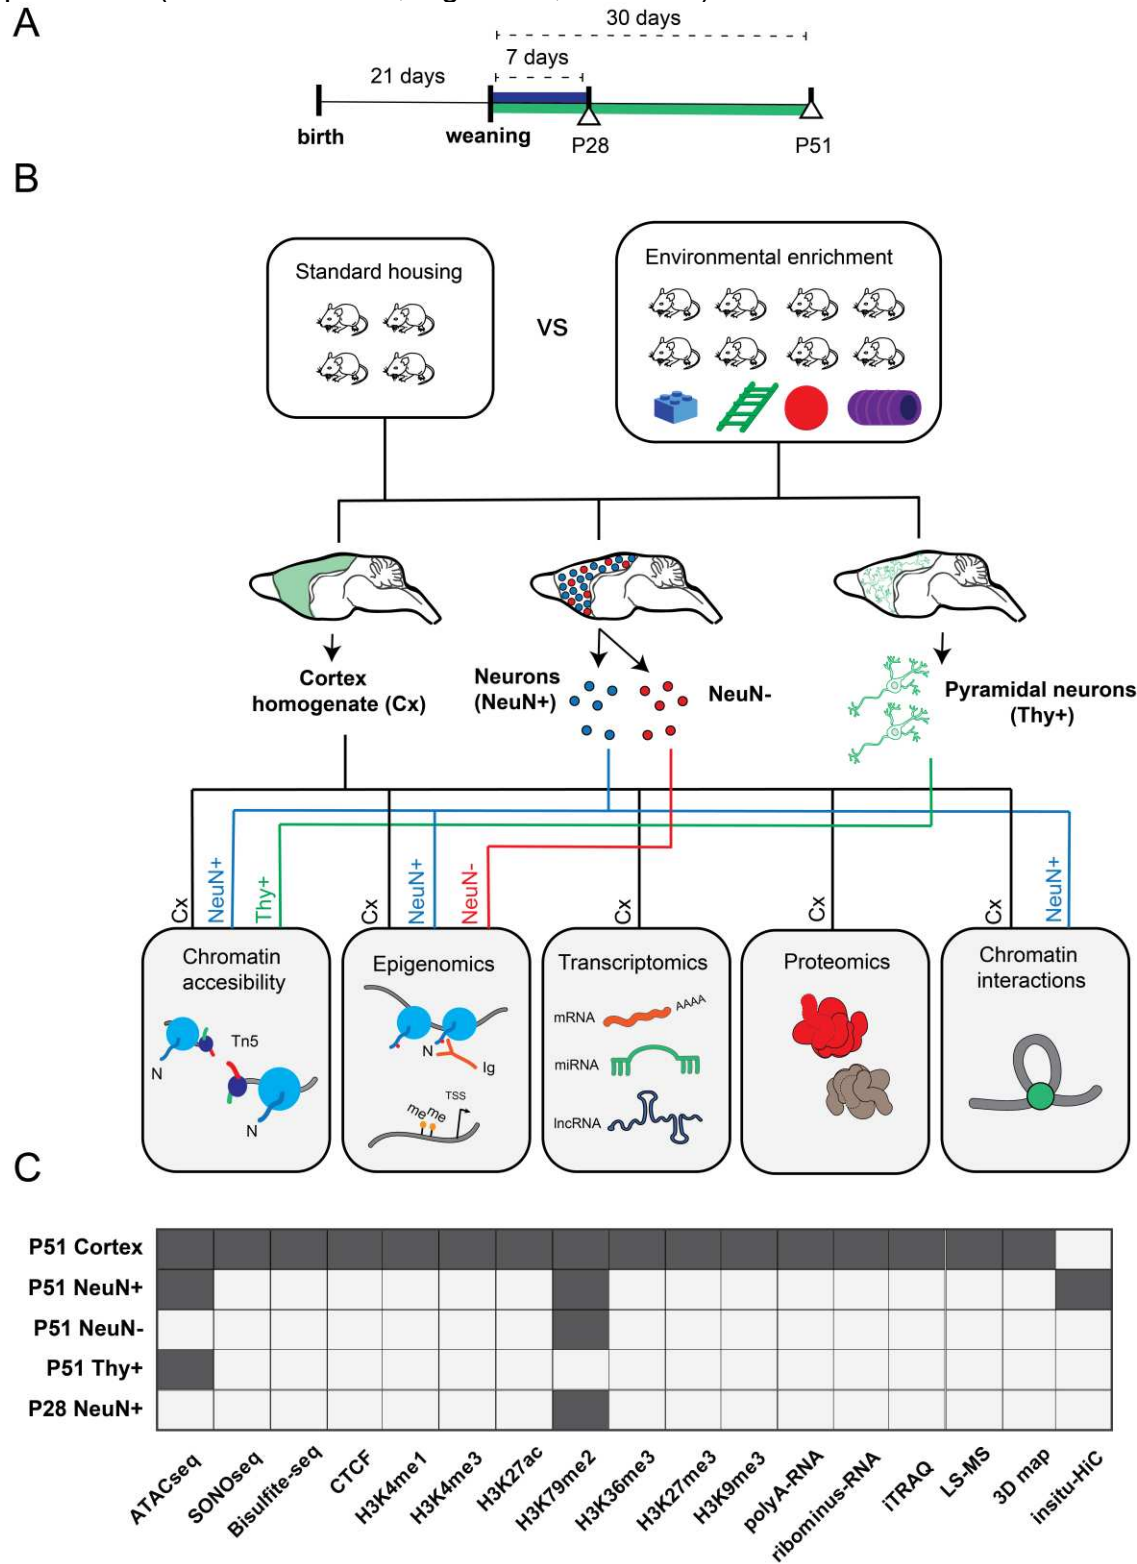 A
30 days
7 days
21 days
birth
weaning
P28
P51
B
Standard housing
vs
Environmental enrichment
Cortex
homogenate (Cx)
Neurons
(NeuN+)
NeuN-
Pyramidal neurons
(Thy+)
Cx
NeuN+
Thy+
Cx
NeuN+
NeuN-
Cx
Cx
Cx
NeuN+
Chromatin
accesibility
Tn5
N
N
Epigenomics
N
Ig
TSS
me me
Transcriptomics
mRNA
AAAA
miRNA
lncRNA
Proteomics
Chromatin
interactions
C
P51 Cortex
P51 NeuN+
P51 NeuN-
P51 Thy+
P28 NeuN+
ATACseq
SONOseq
Bisulfite-seq
CTCF
H3K4me1
H3K4me3
H3K27ac
H3K79me2
H3K36me3
H3K27me3
H3K9me3
polyA-RNA
ribominus-RNA
iTRAQ
LS-MS
3D map
insitu-HiC